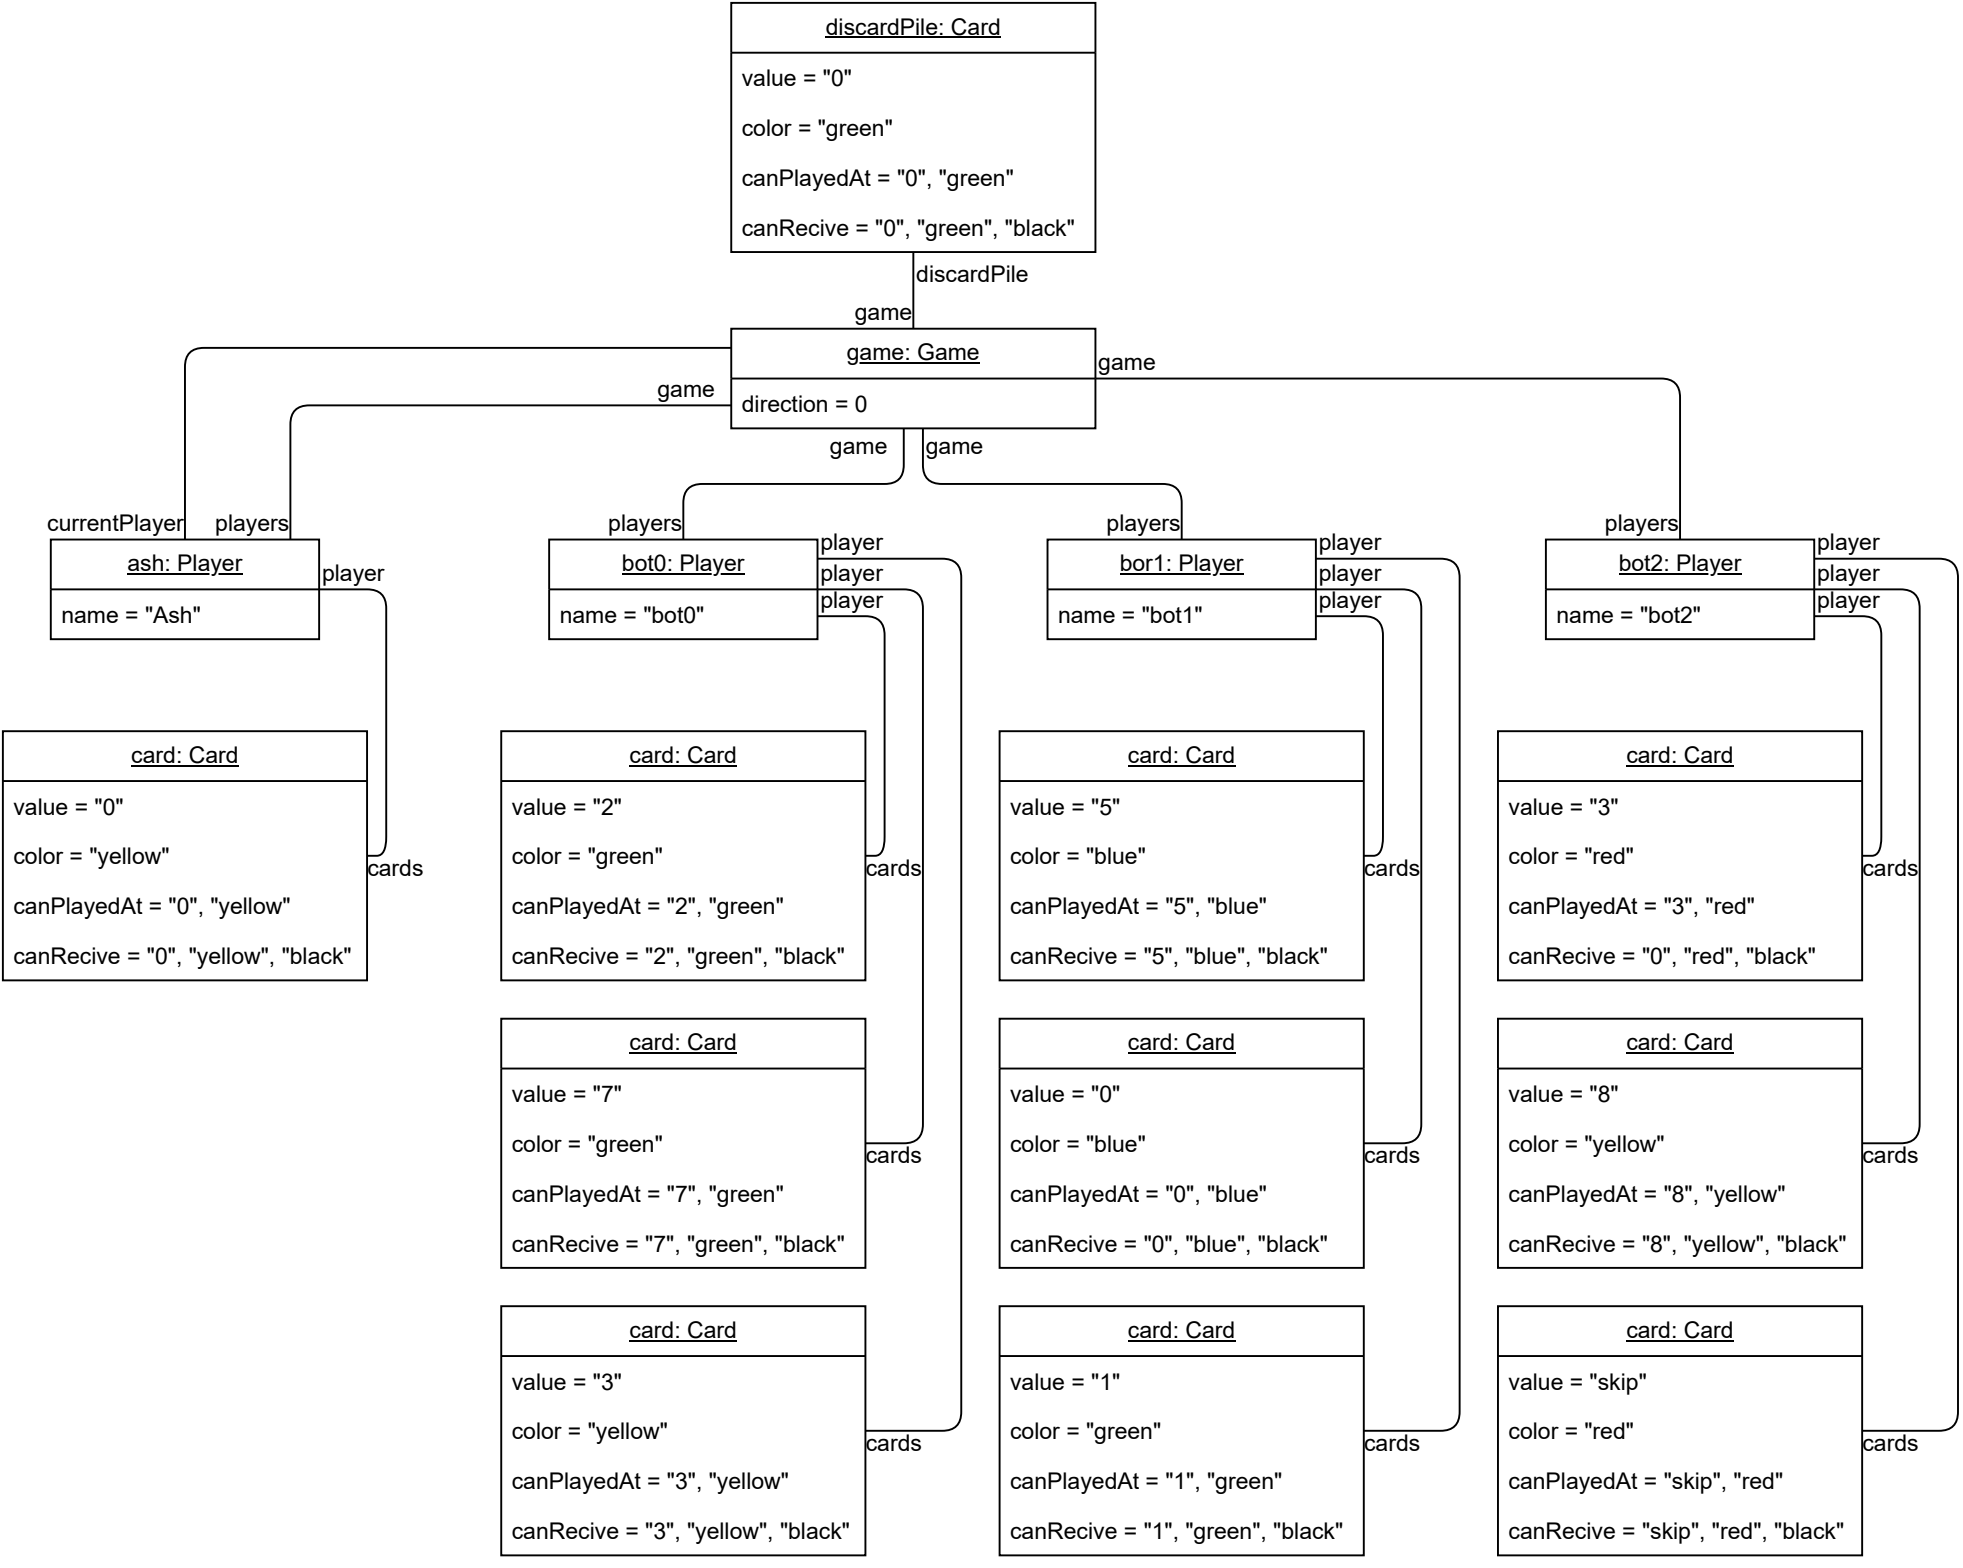 discardPile: Card
value = "0"
color = "green"
canPlayedAt = "0", "green"
canRecive = "0", "green", "black"
discardPile
game
game: Game
direction = 0
game
game
game
game
currentPlayer
players
players
players
players
ash: Player
name = "Ash"
player
bot0: Player
name = "bot0"
player
player
player
bor1: Player
name = "bot1"
player
player
player
bot2: Player
name = "bot2"
player
player
player
card: Card
value = "0"
color = "yellow"
canPlayedAt = "0", "yellow"
canRecive = "0", "yellow", "black"
cards
card: Card
value = "2"
color = "green"
canPlayedAt = "2", "green"
canRecive = "2", "green", "black"
cards
card: Card
value = "5"
color = "blue"
canPlayedAt = "5", "blue"
canRecive = "5", "blue", "black"
cards
card: Card
value = "3"
color = "red"
canPlayedAt = "3", "red"
canRecive = "0", "red", "black"
cards
card: Card
value = "7"
color = "green"
canPlayedAt = "7", "green"
canRecive = "7", "green", "black"
cards
card: Card
value = "0"
color = "blue"
canPlayedAt = "0", "blue"
canRecive = "0", "blue", "black"
cards
card: Card
value = "8"
color = "yellow"
canPlayedAt = "8", "yellow"
canRecive = "8", "yellow", "black"
cards
card: Card
value = "3"
color = "yellow"
canPlayedAt = "3", "yellow"
canRecive = "3", "yellow", "black"
cards
card: Card
value = "1"
color = "green"
canPlayedAt = "1", "green"
canRecive = "1", "green", "black"
cards
card: Card
value = "skip"
color = "red"
canPlayedAt = "skip", "red"
canRecive = "skip", "red", "black"
cards